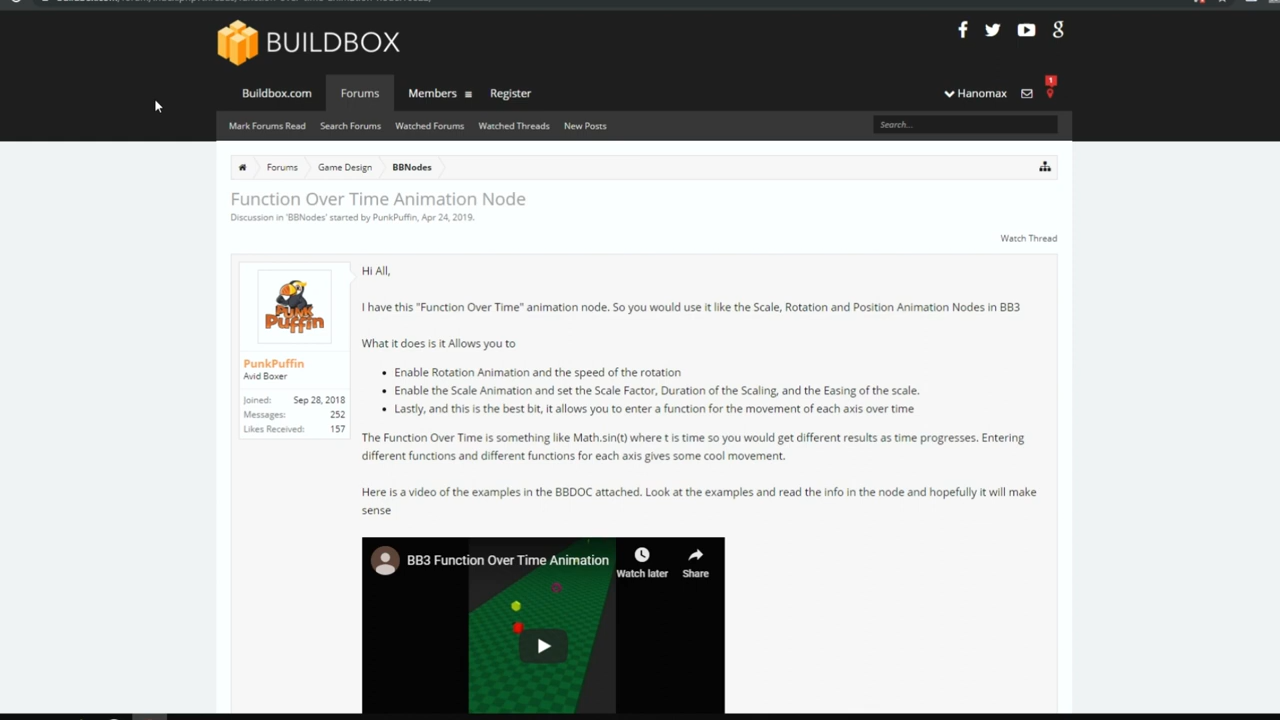 BUILDBOX
Buildbox.com Forums Members Register
Hanomax
1
Mark Forums Read Search Forums Watched Forums Watched Threads New Posts
Search...
Forums Game Design BBNodes
Function Over Time Animation Node
Discussion in 'BBNodes' started by PunkPuffin, Apr 24, 2019.
Watch Thread
PUNK
PUFFIN
PunkPuffin
Avid Boxer
Joined: Sep 28, 2018
Messages: 252
Likes Received: 157
Hi All,
I have this "Function Over Time" animation node. So you would use it like the Scale, Rotation and Position Animation Nodes in BB3
What it does is it Allows you to
• Enable Rotation Animation and the speed of the rotation
• Enable the Scale Animation and set the Scale Factor, Duration of the Scaling, and the Easing of the scale.
• Lastly, and this is the best bit, it allows you to enter a function for the movement of each axis over time
The Function Over Time is something like Math.sin(t) where t is time so you would get different results as time progresses. Entering
different functions and different functions for each axis gives some cool movement.
Here is a video of the examples in the BBDOC attached. Look at the examples and read the info in the node and hopefully it will make
sense
BB3 Function Over Time Animation
Watch later Share